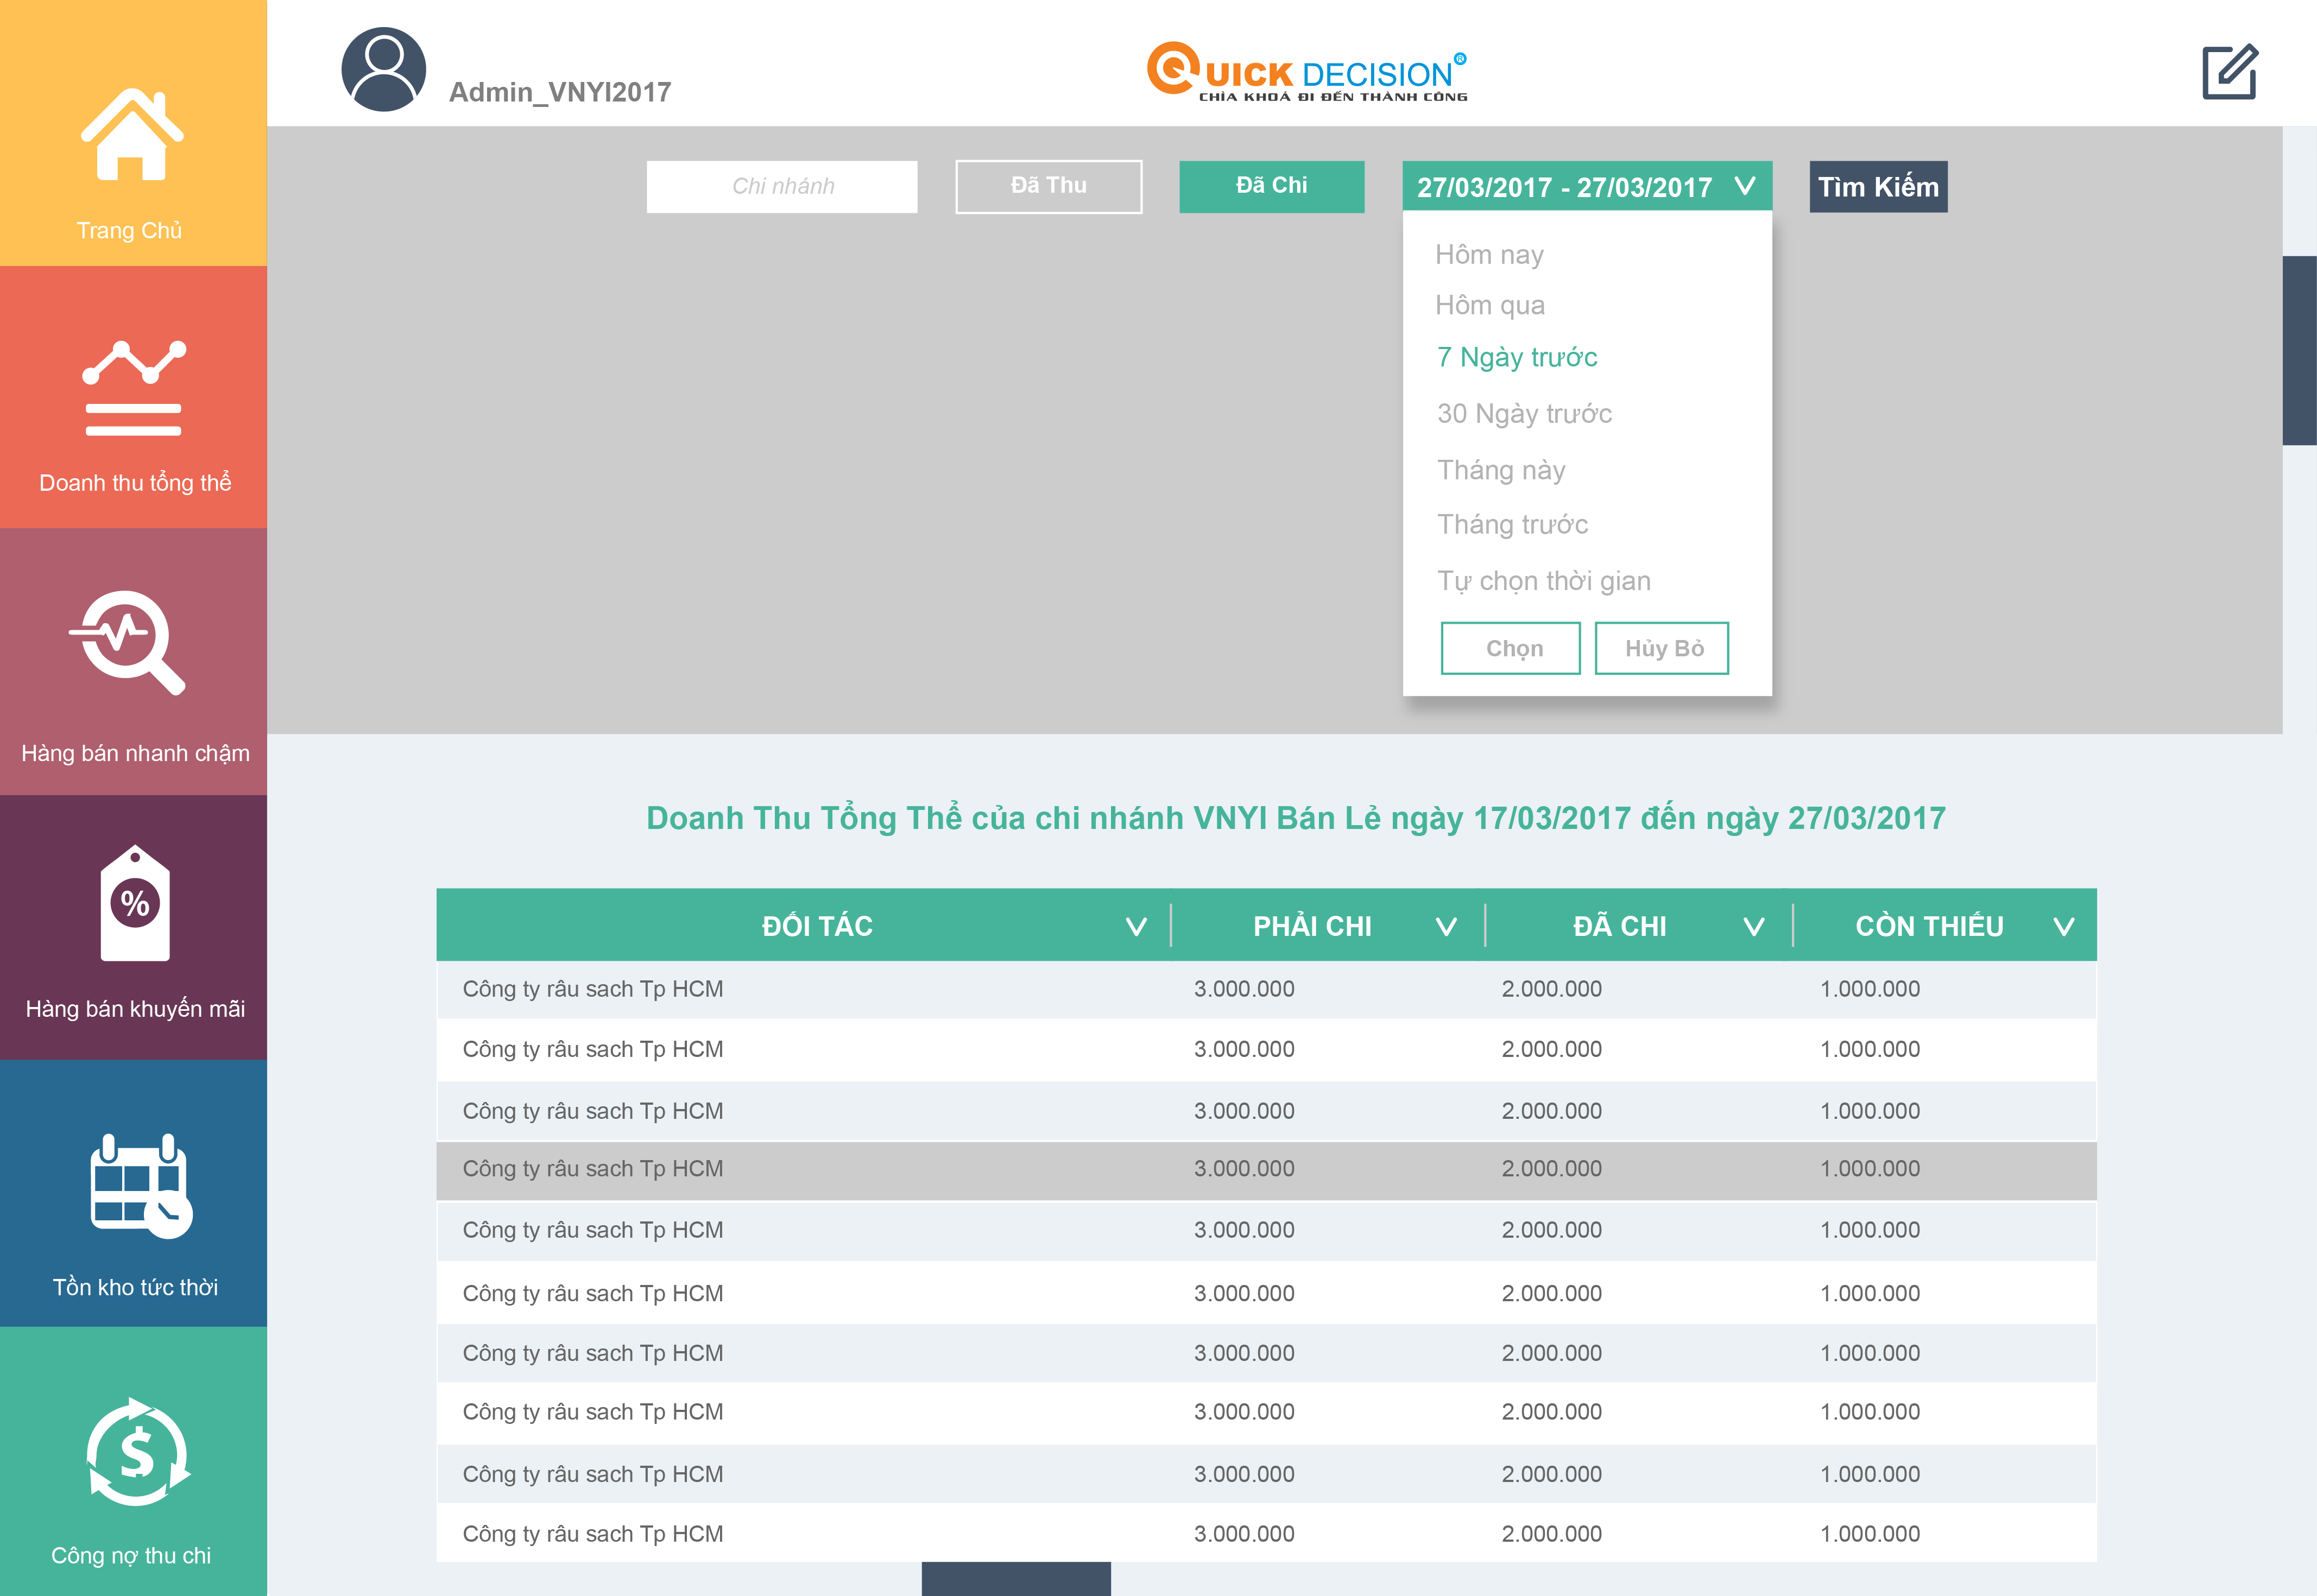 Admin_VNYI2017
QUICK DECISION®
CHÌA KHOÁ ĐI ĐẾN THÀNH CÔNG
Trang Chủ
Doanh thu tổng thể
Hàng bán nhanh chậm
%
Hàng bán khuyến mãi
Tồn kho tức thời
$
Công nợ thu chi
Chi nhánh
Đã Thu
Đã Chi
27/03/2017 - 27/03/2017
Tìm Kiếm
Hôm nay
Hôm qua
7 Ngày trước
30 Ngày trước
Tháng này
Tháng trước
Tự chọn thời gian
Chọn Hủy Bỏ
Doanh Thu Tổng Thể của chi nhánh VNYI Bán Lẻ ngày 17/03/2017 đến ngày 27/03/2017
ĐỐI TÁC PHẢI CHI ĐÃ CHI CÒN THIẾU
Công ty râu sach Tp HCM 3.000.000 2.000.000 1.000.000
Công ty râu sach Tp HCM 3.000.000 2.000.000 1.000.000
Công ty râu sach Tp HCM 3.000.000 2.000.000 1.000.000
Công ty râu sach Tp HCM 3.000.000 2.000.000 1.000.000
Công ty râu sach Tp HCM 3.000.000 2.000.000 1.000.000
Công ty râu sach Tp HCM 3.000.000 2.000.000 1.000.000
Công ty râu sach Tp HCM 3.000.000 2.000.000 1.000.000
Công ty râu sach Tp HCM 3.000.000 2.000.000 1.000.000
Công ty râu sach Tp HCM 3.000.000 2.000.000 1.000.000
Công ty râu sach Tp HCM 3.000.000 2.000.000 1.000.000